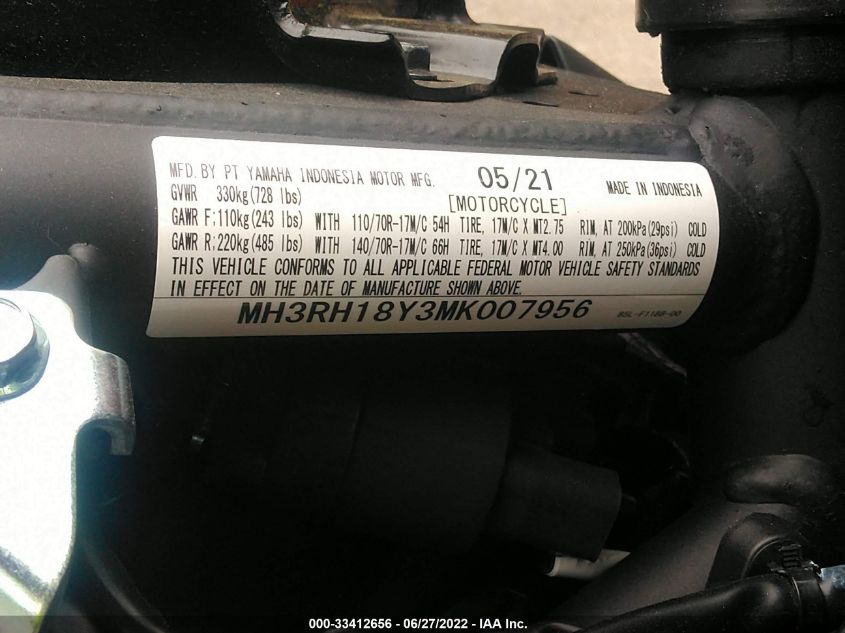 MFD. BY PT YAMAHA INDONESIA MOTOR MFG. 05/21 MADE IN INDONESIA
GVWR 330kg(728 lbs) [MOTORCYCLE]
GAWR F;110kg(243 lbs) WITH 110/70R-17M/C 54H TIRE, 17M/C X MT2.75 RIM, AT 200kPa(29psi) COLD
GAWR R;220kg(485 lbs) WITH 140/70R-17M/C 66H TIRE, 17M/C X MT4.00 RIM, AT 250kPa(36psi) COLD
THIS VEHICLE CONFORMS TO ALL APPLICABLE FEDERAL MOTOR VEHICLE SAFETY STANDARDS
IN EFFECT ON THE DATE OF MANUFACTURE SHOWN ABOVE.
MH3RH18Y3MK007956 BSL-F118B-00
000-33412656 - 06/27/2022 - IAA Inc.